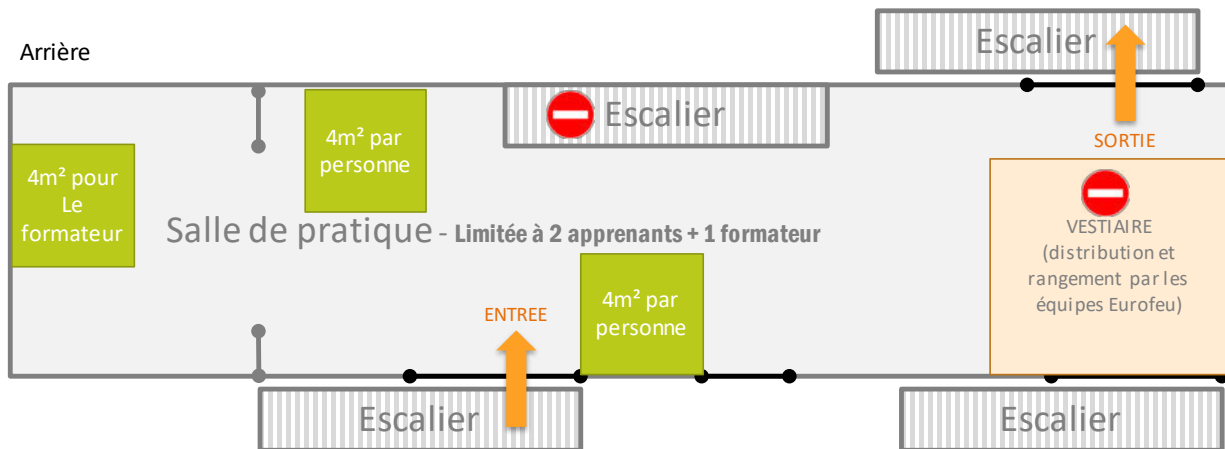 Arrière
Escalier
Escalier
SORTIE
4m² par
personne
4m² pour
Le
formateur
Salle de pratique - Limitée à 2 apprenants + 1 formateur
VESTIAIRE
(distribution et
rangement par les
équipes Eurofeu)
ENTREE
4m² par
personne
Escalier
Escalier